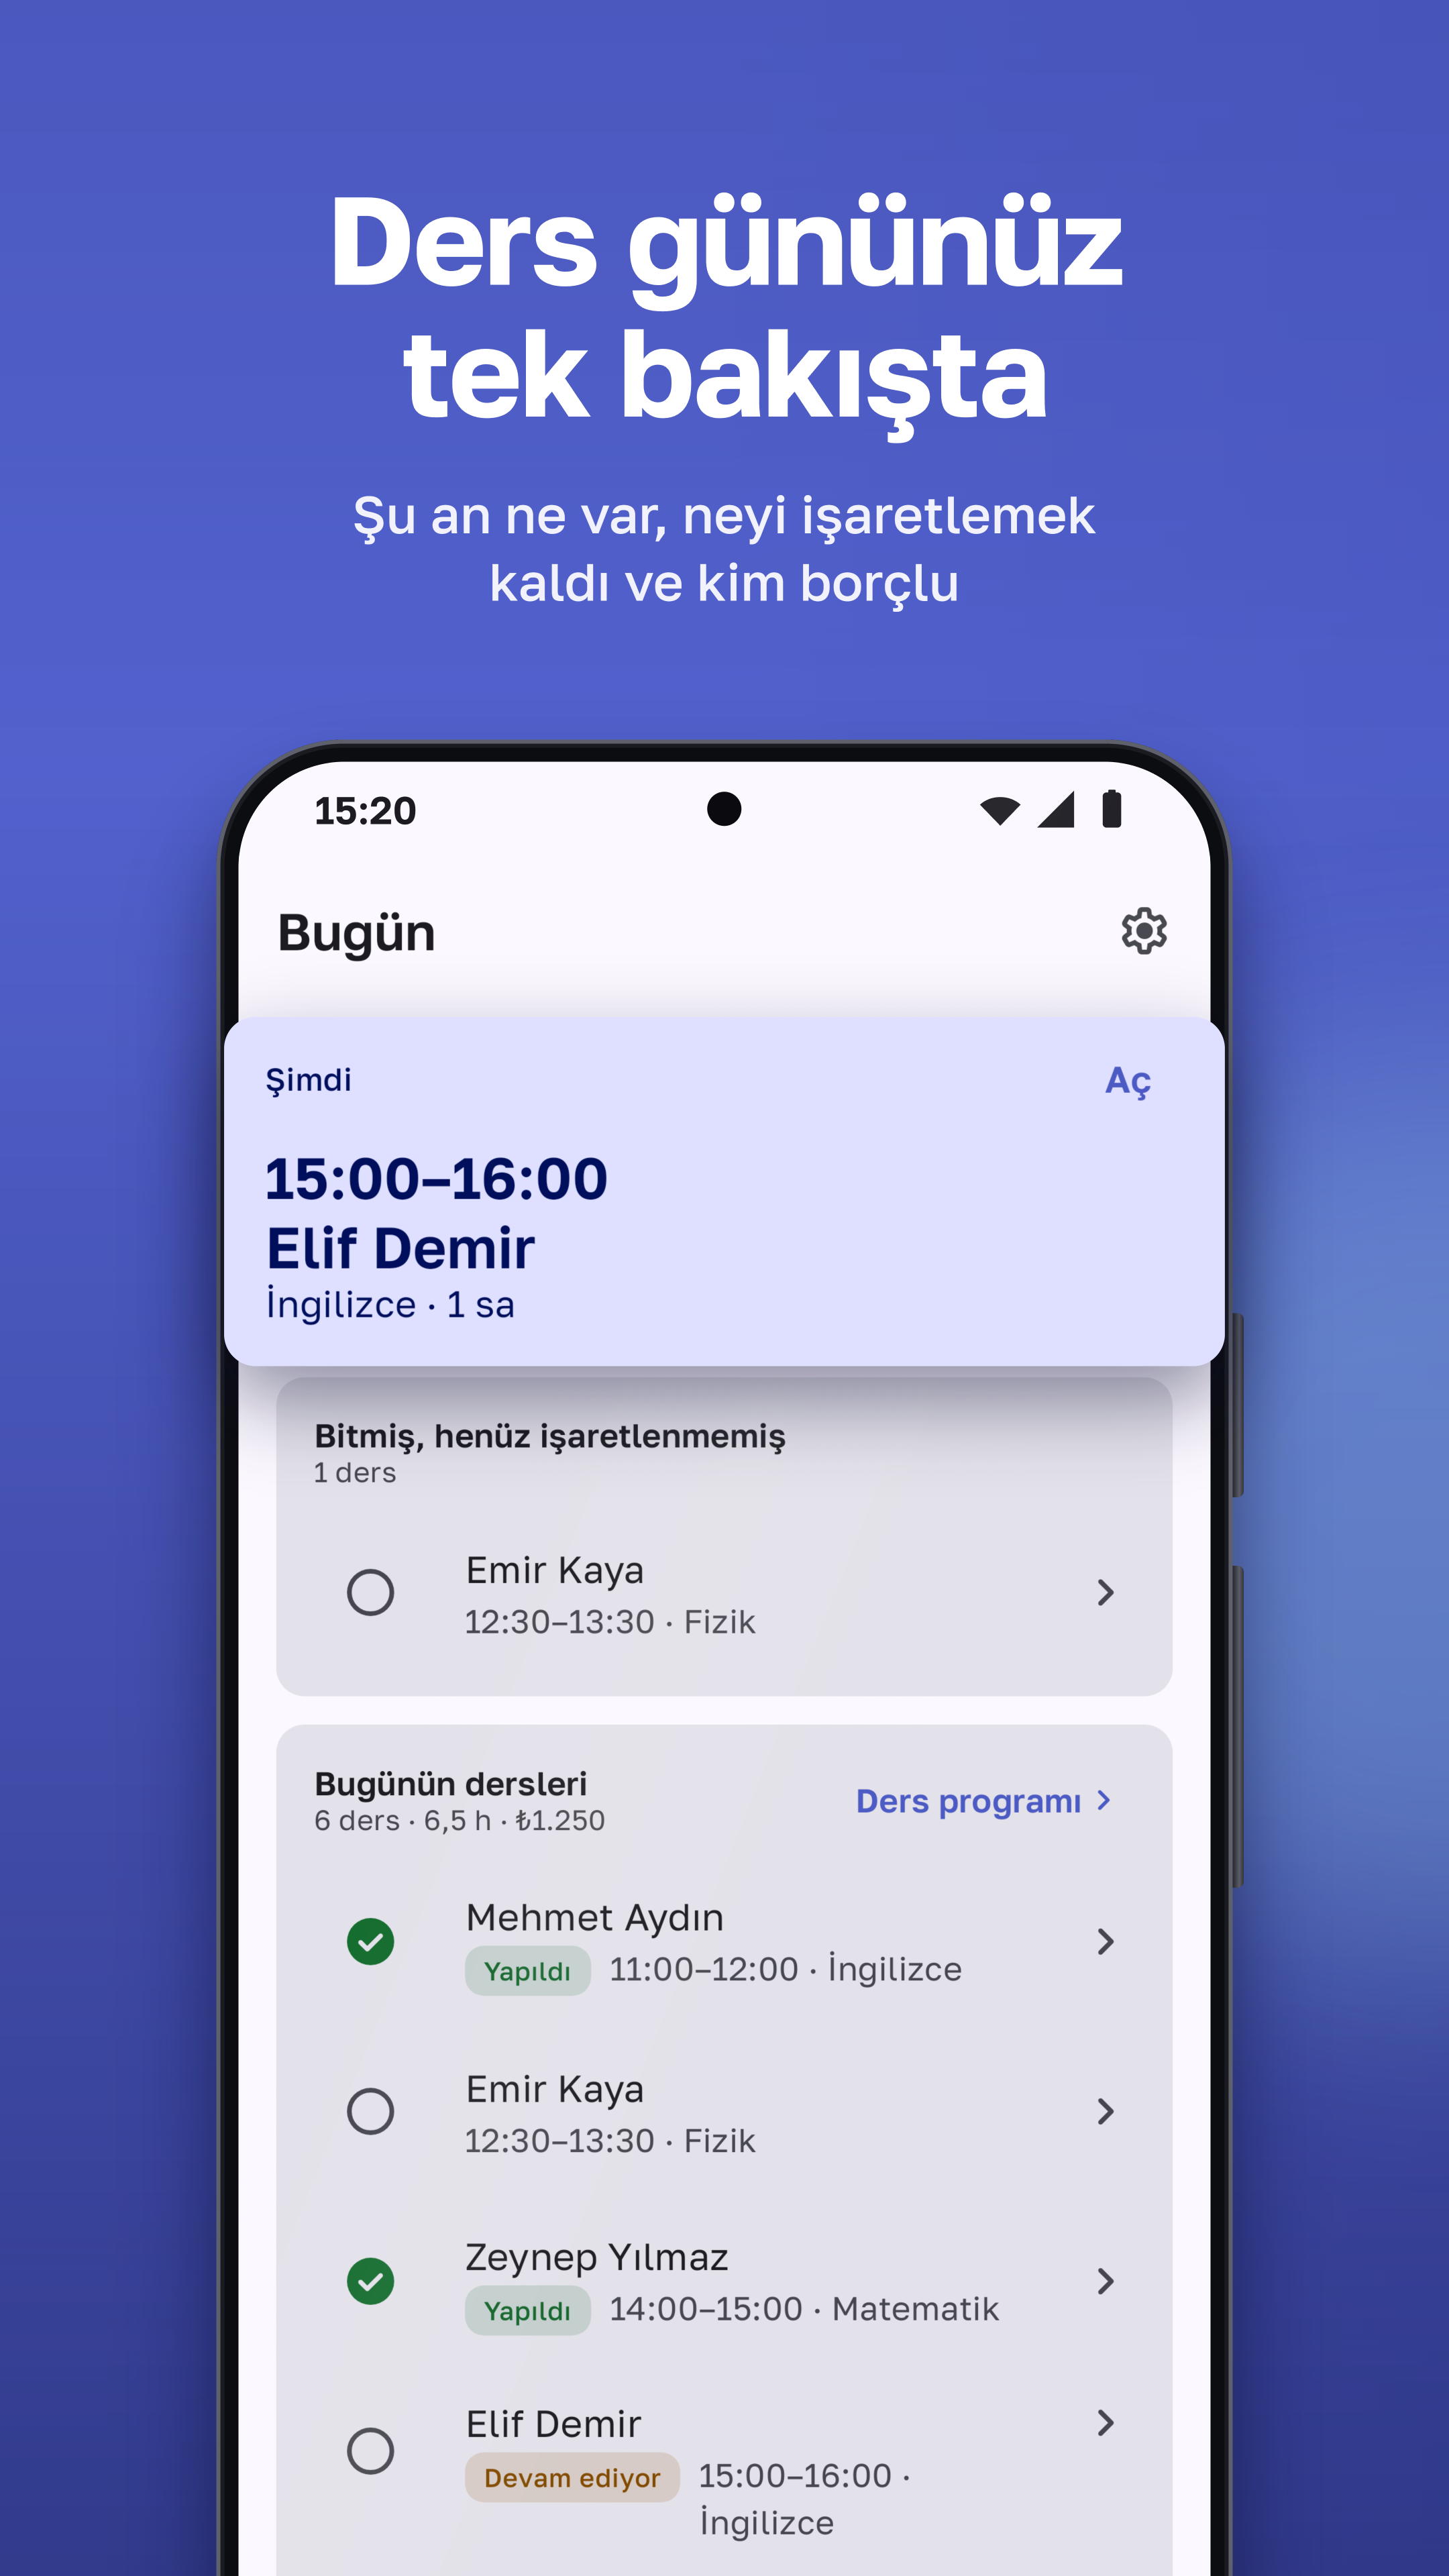 Ders gününüz
tek bakışta
Şu an ne var, neyi işaretlemek
kaldı ve kim borçlu
15:20
Bugün
Şimdi
Aç
15:00–16:00
Elif Demir
İngilizce · 1 sa
Bitmiş, henüz işaretlenmemiş
1 ders
Emir Kaya
12:30–13:30 · Fizik
Bugünün dersleri
6 ders · 6,5 h · ₺1.250
Ders programı
Mehmet Aydın
Yapıldı 11:00–12:00 · İngilizce
Emir Kaya
12:30–13:30 · Fizik
Zeynep Yılmaz
Yapıldı 14:00–15:00 · Matematik
Elif Demir
Devam ediyor 15:00–16:00 ·
İngilizce